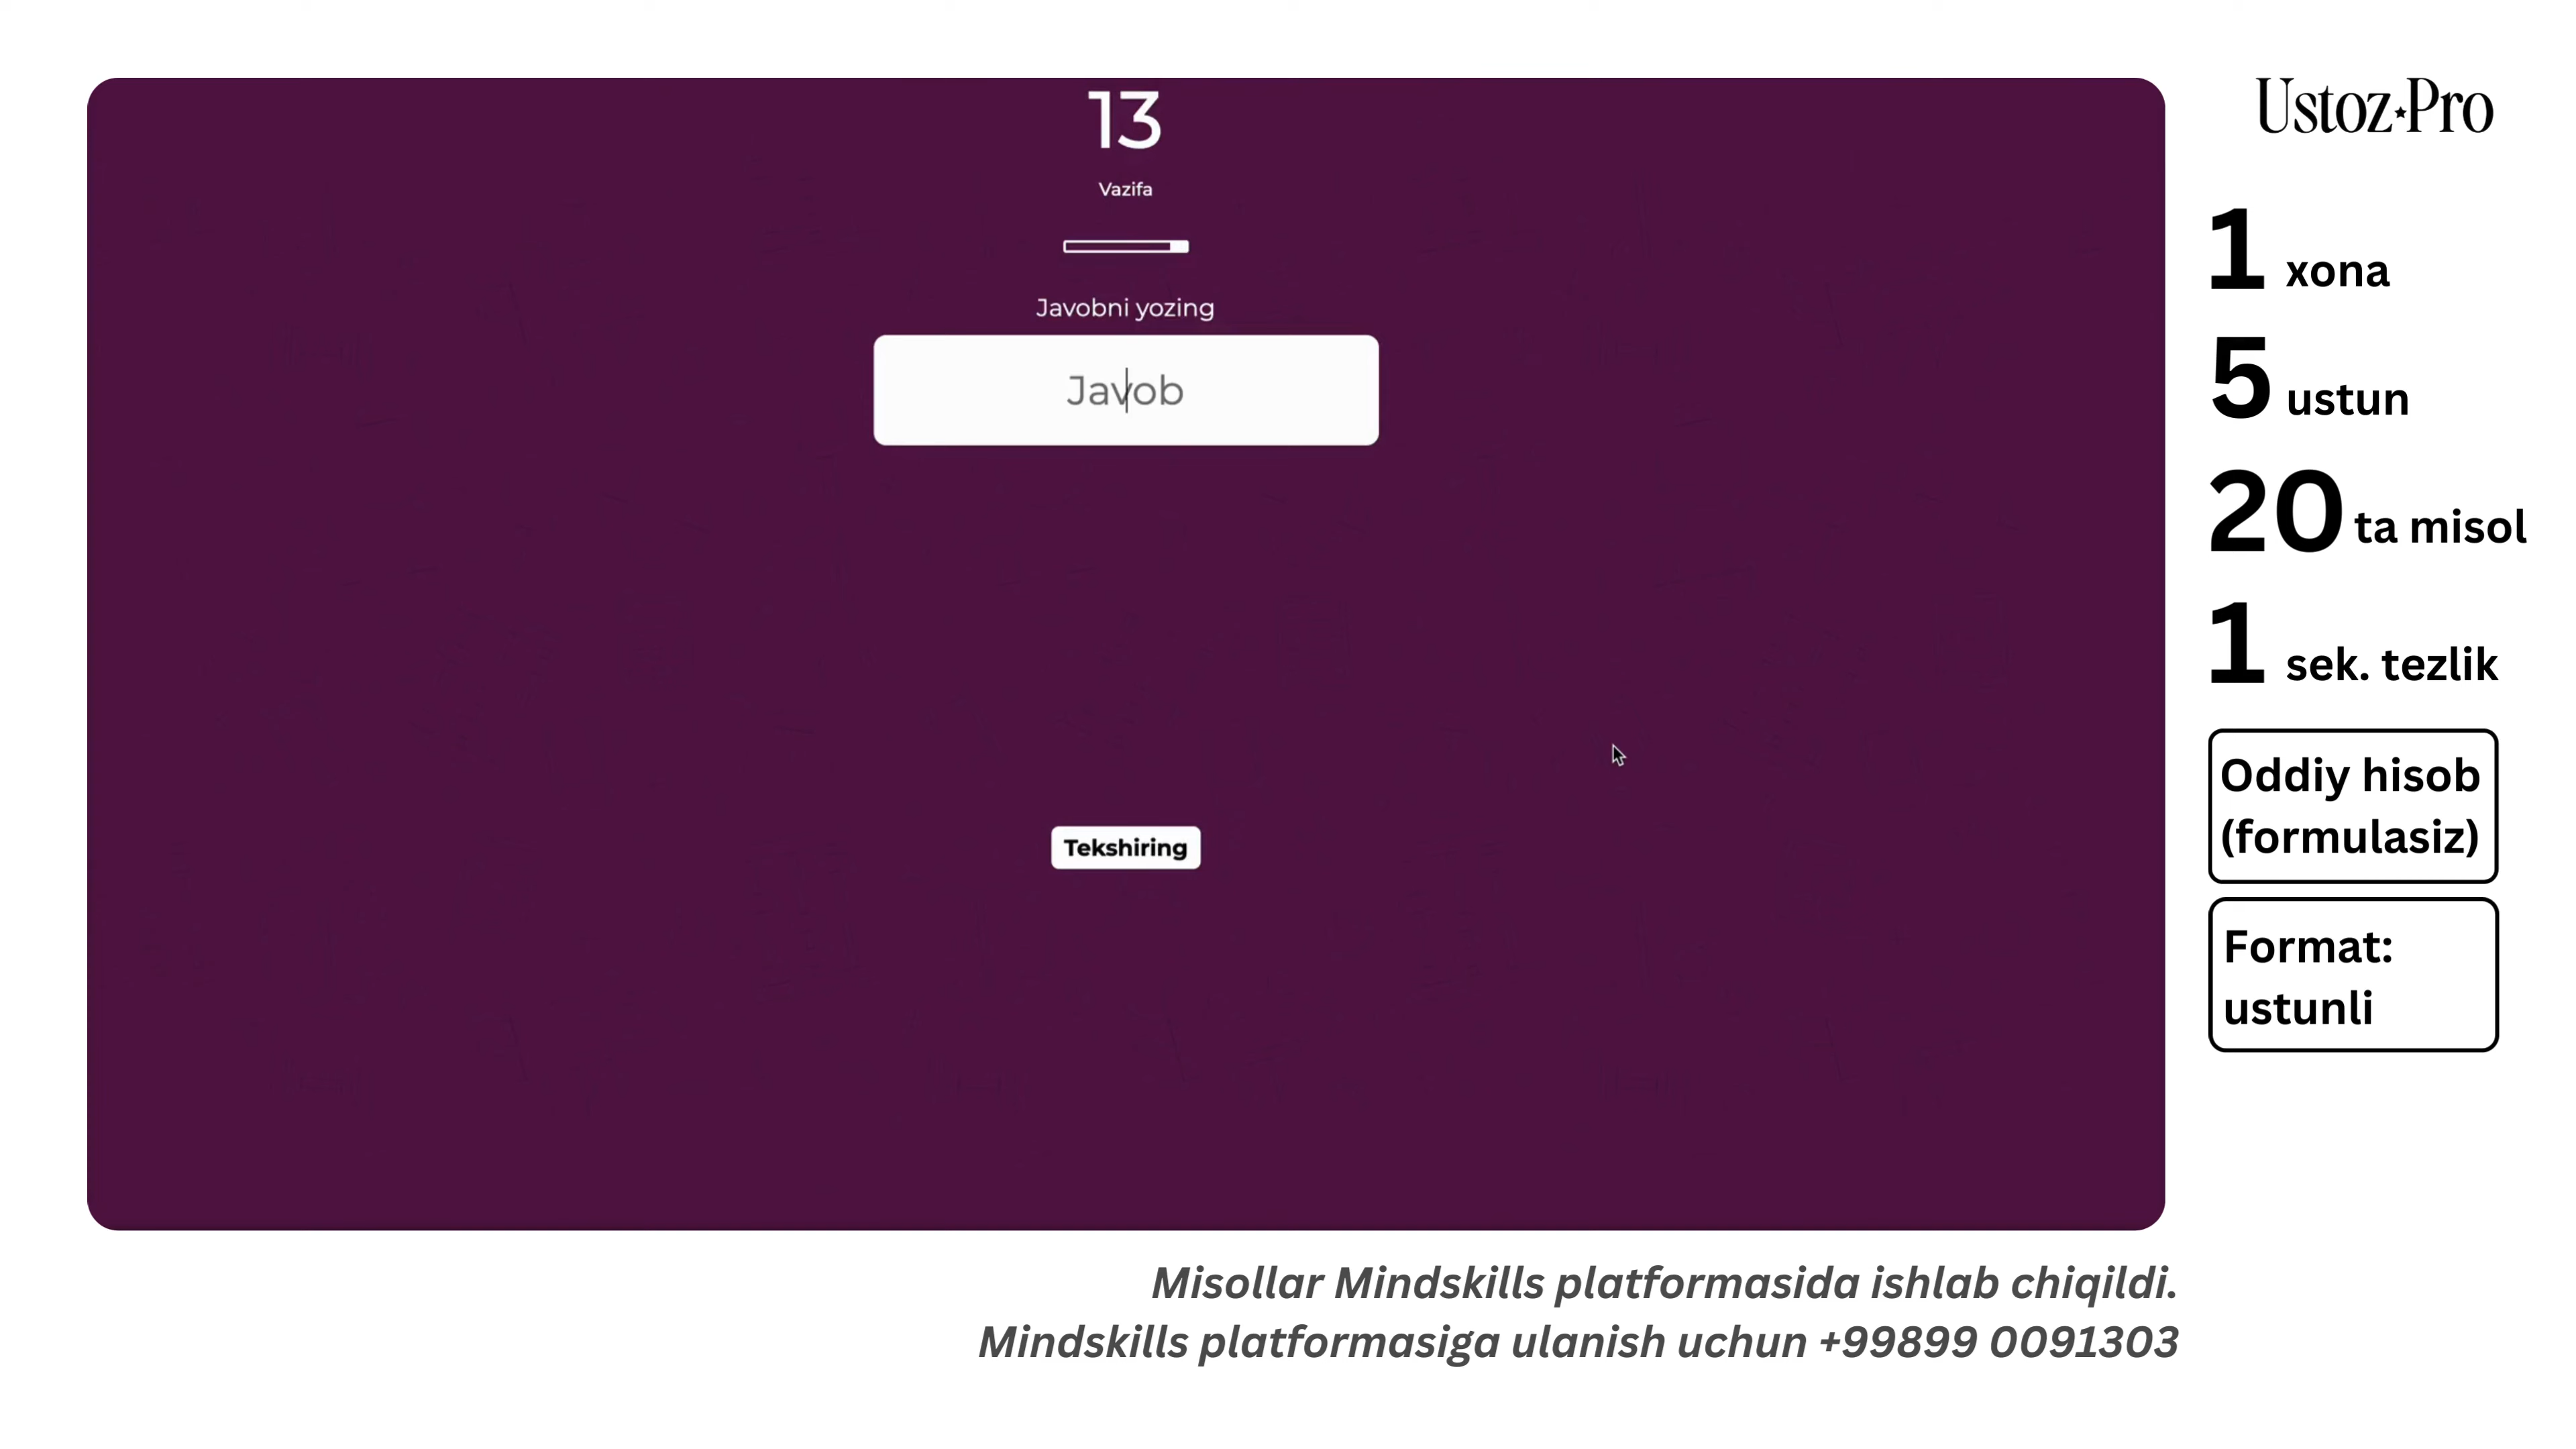 13
Vazifa
Javobni yozing
Javob
Tekshiring
Ustoz Pro
1 xona
5 ustun
20 ta misol
1 sek. tezlik
Oddiy hisob
(formulasiz)
Format:
ustunli
Misollar Mindskills platformasida ishlab chiqildi.
Mindskills platformasiga ulanish uchun +99899 0091303